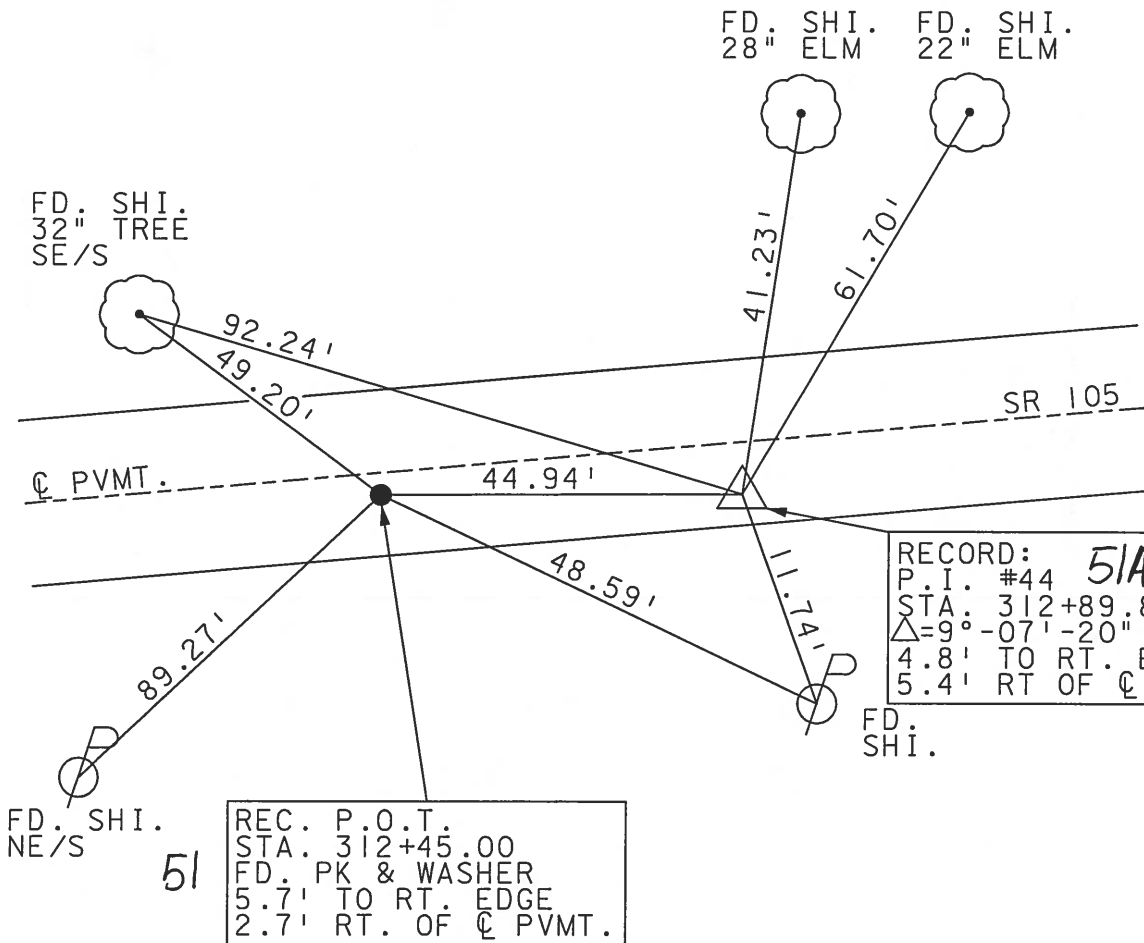 FD. SHI.
28" ELM
FD. SHI.
22" ELM
FD. SHI.
32" TREE
SE/S
41.23'
61.70'
92.24'
49.20'
SR 105
℄ PVMT.
44.94'
48.59'
11.74'
89.27'
RECORD: 51A
P.I. #44
STA. 312+89.8
△=9°-07'-20"
4.8' TO RT. E
5.4' RT OF ℄
FD.
SHI.
FD. SHI.
NE/S
51
REC. P.O.T.
STA. 312+45.00
FD. PK & WASHER
5.7' TO RT. EDGE
2.7' RT. OF ℄ PVMT.